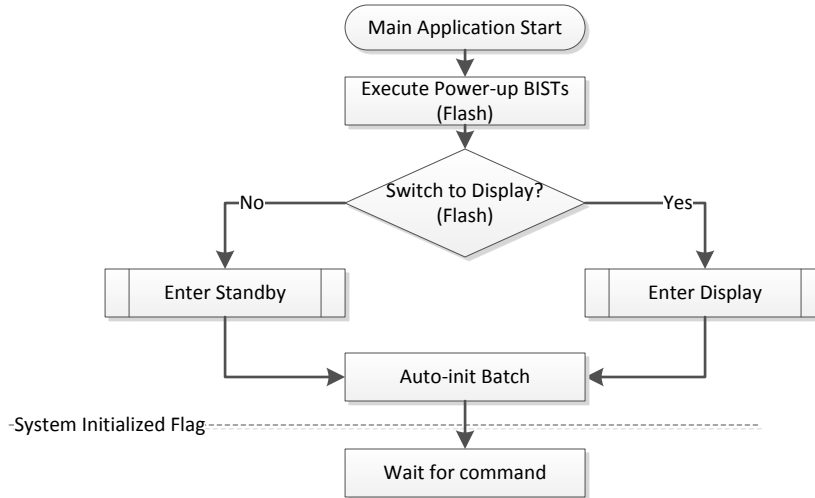 Main Application Start
Execute Power-up BISTs
(Flash)
Switch to Display?
(Flash)
No
Yes
Enter Standby
Enter Display
Auto-init Batch
System Initialized Flag
Wait for command